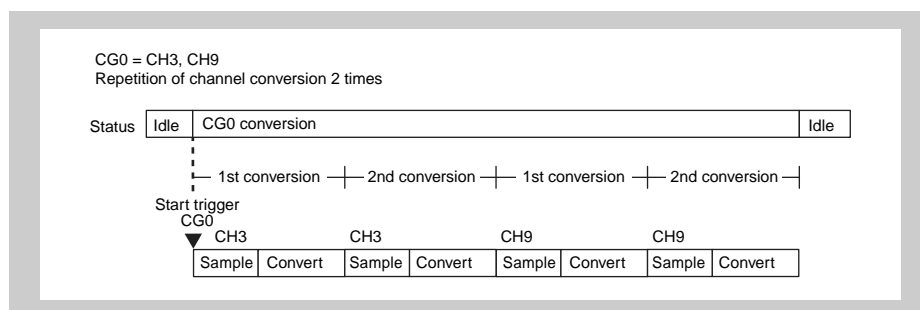 CG0 = CH3, CH9
Repetition of channel conversion 2 times
Status Idle CG0 conversion Idle
1st conversion 2nd conversion 1st conversion 2nd conversion
Start trigger
CG0
CH3 CH3 CH9 CH9
Sample Convert Sample Convert Sample Convert Sample Convert